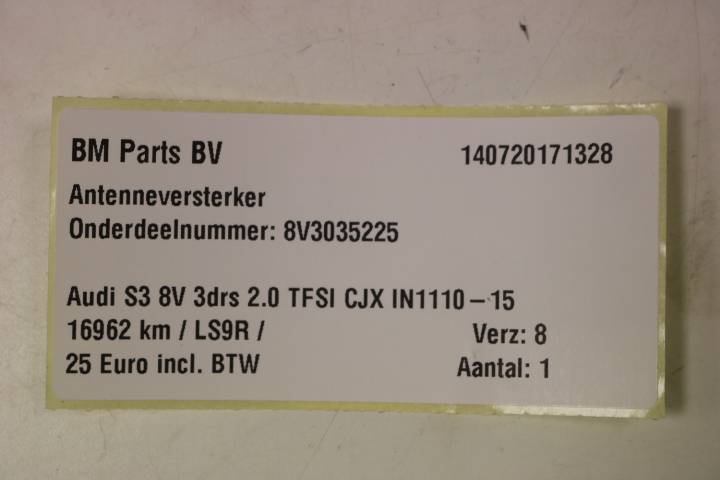 BM Parts BV 140720171328
Antenneversterker
Onderdeelnummer: 8V3035225
Audi S3 8V 3drs 2.0 TFSI CJX IN1110-15
16962 km / LS9R / Verz: 8
25 Euro incl. BTW Aantal: 1